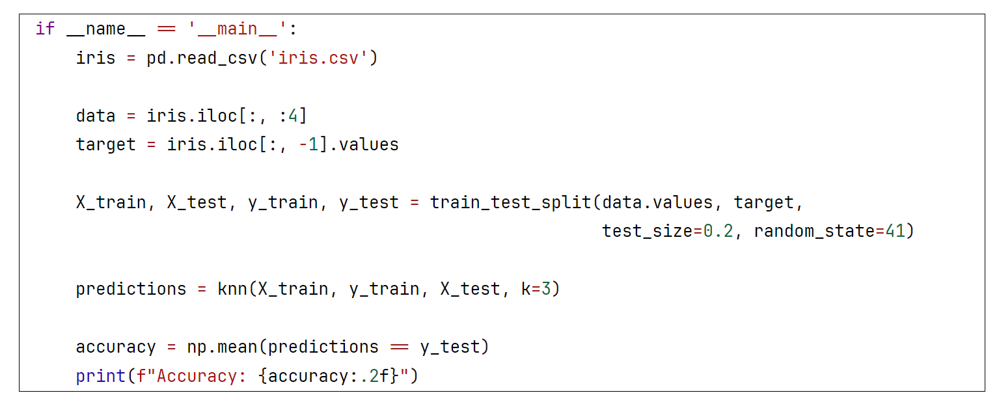 if __name__ == '__main__':
    iris = pd.read_csv('iris.csv')
    data = iris.iloc[:, :4]
    target = iris.iloc[:, -1].values
    X_train, X_test, y_train, y_test = train_test_split(data.values, target,
                                                        test_size=0.2, random_state=41)
    predictions = knn(X_train, y_train, X_test, k=3)
    accuracy = np.mean(predictions == y_test)
    print(f"Accuracy: {accuracy:.2f}")